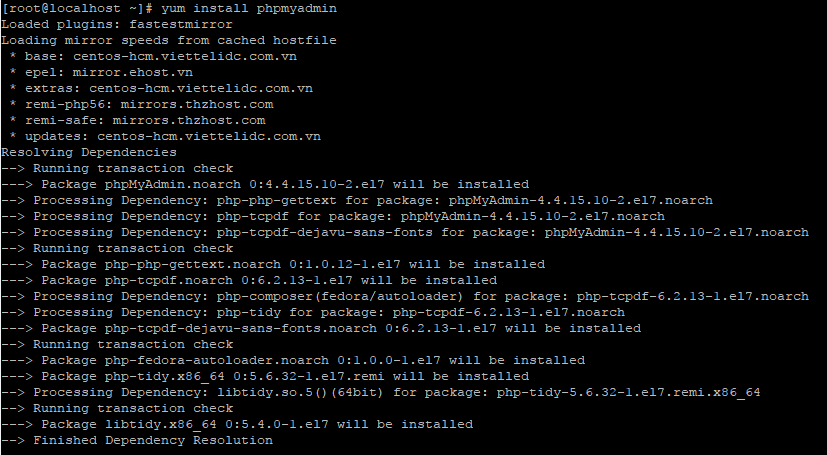 [root@localhost ~]# yum install phpmyadmin
Loaded plugins: fastestmirror
Loading mirror speeds from cached hostfile
 * base: centos-hcm.viettelidc.com.vn
 * epel: mirror.ehost.vn
 * extras: centos-hcm.viettelidc.com.vn
 * remi-php56: mirrors.thzhost.com
 * remi-safe: mirrors.thzhost.com
 * updates: centos-hcm.viettelidc.com.vn
Resolving Dependencies
--> Running transaction check
---> Package phpMyAdmin.noarch 0:4.4.15.10-2.el7 will be installed
--> Processing Dependency: php-php-gettext for package: phpMyAdmin-4.4.15.10-2.el7.noarch
--> Processing Dependency: php-tcpdf for package: phpMyAdmin-4.4.15.10-2.el7.noarch
--> Processing Dependency: php-tcpdf-dejavu-sans-fonts for package: phpMyAdmin-4.4.15.10-2.el7.noarch
--> Running transaction check
---> Package php-php-gettext.noarch 0:1.0.12-1.el7 will be installed
---> Package php-tcpdf.noarch 0:6.2.13-1.el7 will be installed
--> Processing Dependency: php-composer(fedora/autoloader) for package: php-tcpdf-6.2.13-1.el7.noarch
--> Processing Dependency: php-tidy for package: php-tcpdf-6.2.13-1.el7.noarch
---> Package php-tcpdf-dejavu-sans-fonts.noarch 0:6.2.13-1.el7 will be installed
--> Running transaction check
---> Package php-fedora-autoloader.noarch 0:1.0.0-1.el7 will be installed
---> Package php-tidy.x86_64 0:5.6.32-1.el7.remi will be installed
--> Processing Dependency: libtidy.so.5()(64bit) for package: php-tidy-5.6.32-1.el7.remi.x86_64
--> Running transaction check
---> Package libtidy.x86_64 0:5.4.0-1.el7 will be installed
--> Finished Dependency Resolution